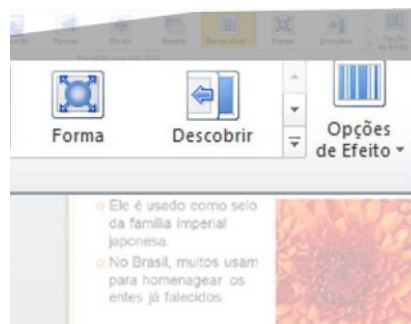 Forma
Descobrir
Opções
de Efeito
Ele é usado como selo
da família imperial
japonesa.
No Brasil, muitos usam
para homenagear os
entes já falecidos.